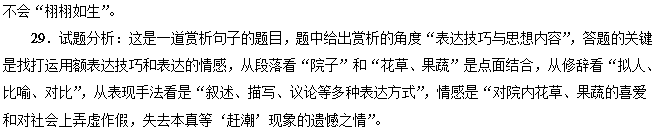 不会“栩栩如生”。
29．试题分析：这是一道赏析句子的题目，题中给出赏析的角度“表达技巧与思想内容”，答题的关键
是找打运用额表达技巧和表达的情感，从段落看“院子”和“花草、果蔬”是点面结合，从修辞看“拟人、
比喻、对比”，从表现手法看是“叙述、描写、议论等多种表达方式”，情感是“对院内花草、果蔬的喜爱
和对社会上弄虚作假，失去本真等‘赶潮’现象的遗憾之情”。